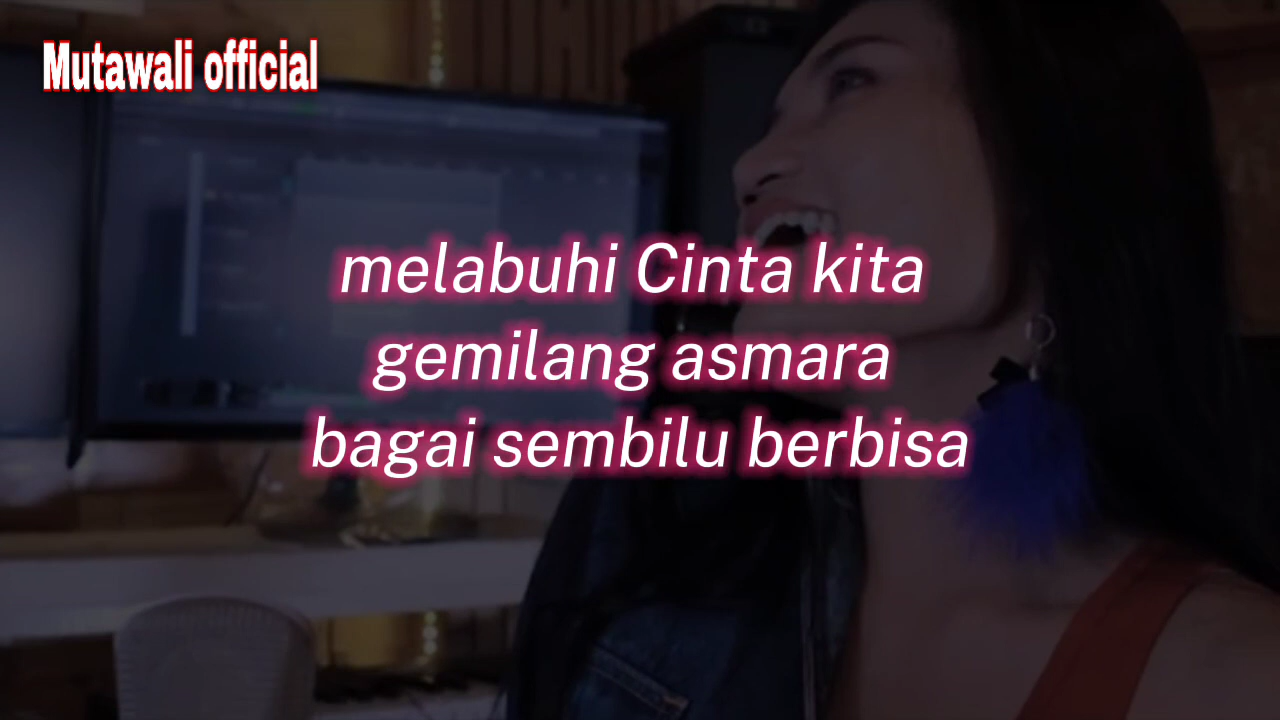 Mutawali official
melabuhi Cinta kita
gemilang asmara
bagai sembilu berbisa